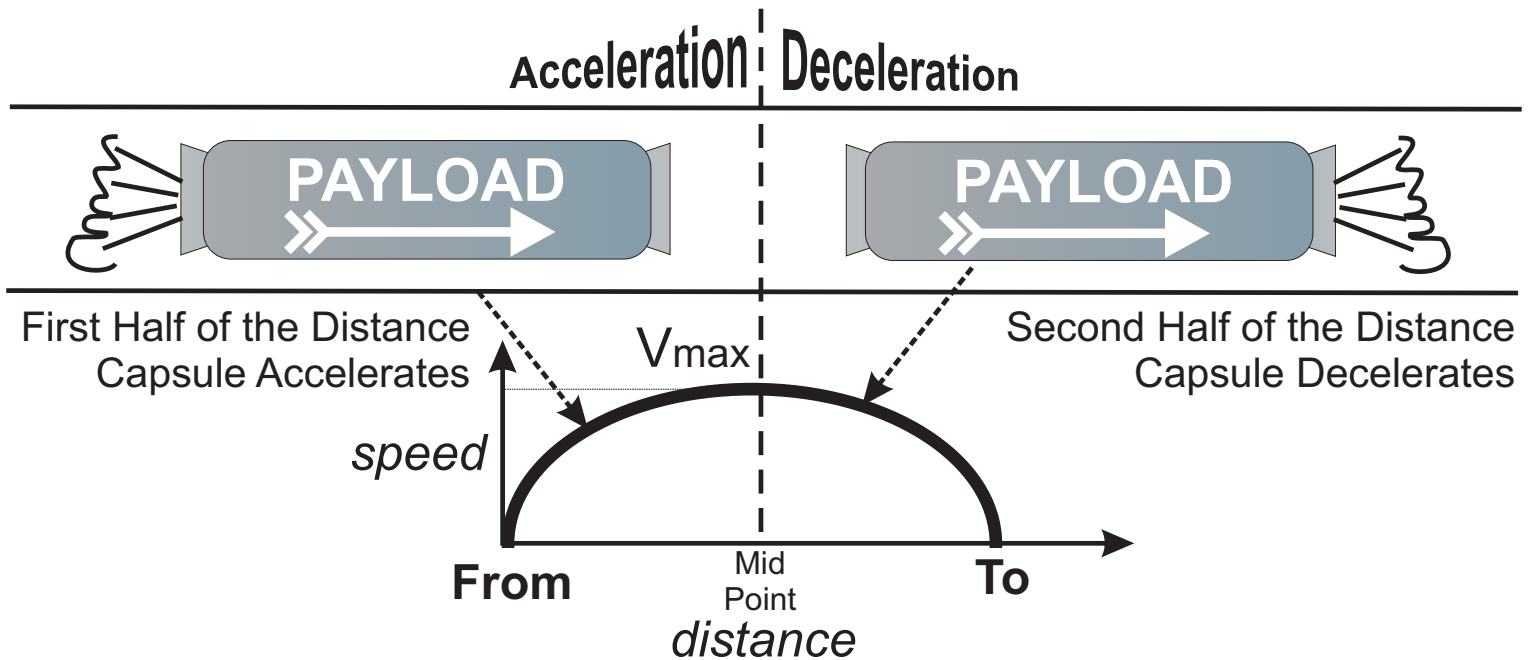 Acceleration
Deceleration
PAYLOAD
PAYLOAD
First Half of the Distance
Capsule Accelerates
Second Half of the Distance
Capsule Decelerates
Vmax
speed
From
Mid
Point
To
distance